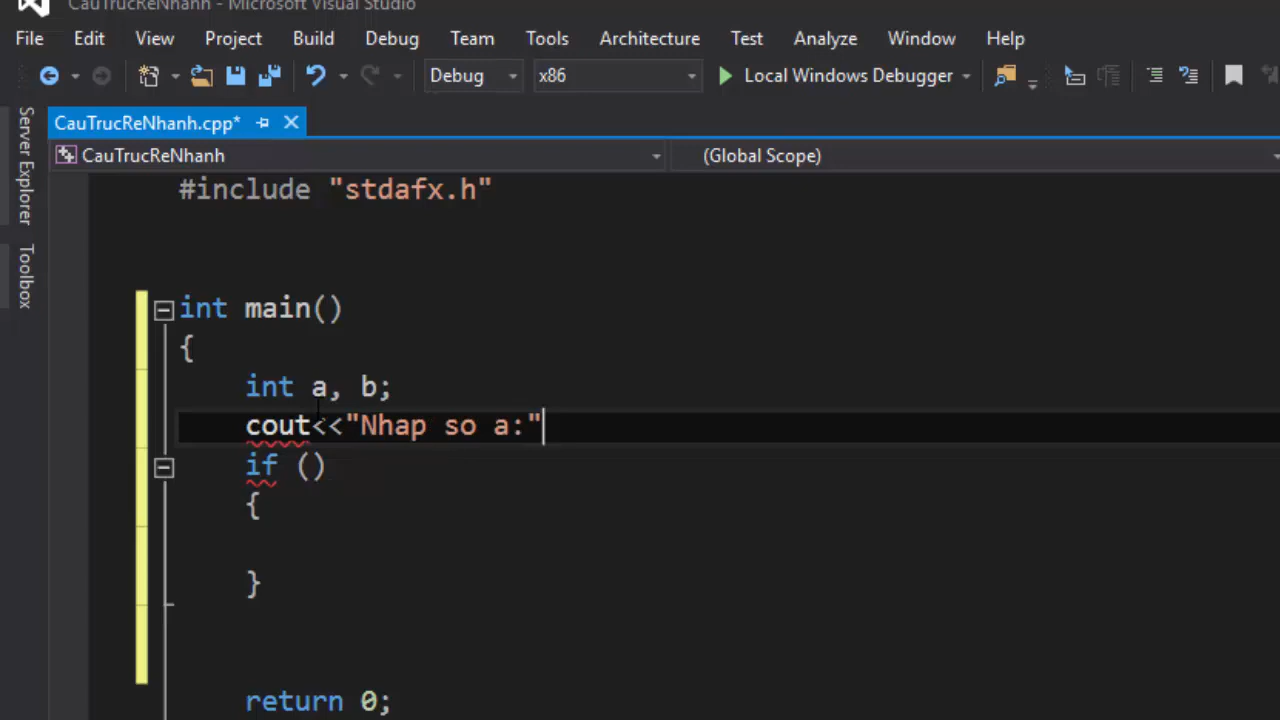 CauTrucReNhanh - Microsoft Visual Studio
File Edit View Project Build Debug Team Tools Architecture Test Analyze Window Help
Debug x86 Local Windows Debugger
Server Explorer
Toolbox
CauTrucReNhanh.cpp*
CauTrucReNhanh (Global Scope)
#include "stdafx.h"
int main()
{
int a, b;
cout<<"Nhap so a:"
if ()
{
}
return 0;